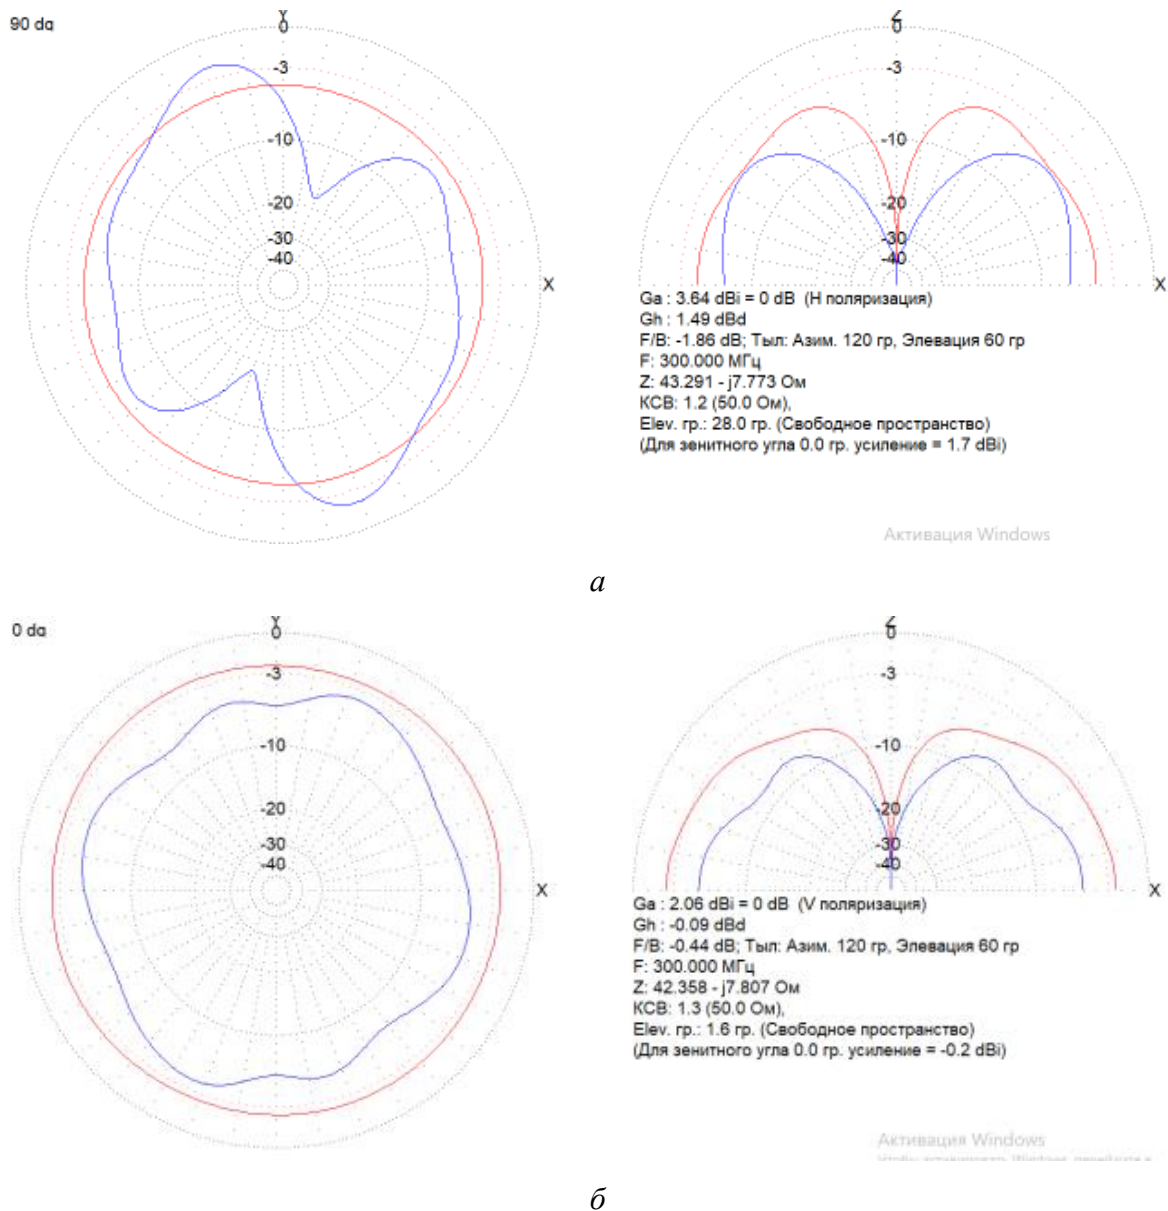 90 dq
Y
0
-3
-10
-20
-30
-40
X
Z
0
-3
-10
-20
-30
-40
X
Ga : 3.64 dBi = 0 dB (H поляризация)
Gh : 1.49 dBd
F/B: -1.86 dB; Тыл: Азим. 120 гр, Элевация 60 гр
F: 300.000 МГц
Z: 43.291 - j7.773 Ом
КСВ: 1.2 (50.0 Ом),
Elev. гр.: 28.0 гр. (Свободное пространство)
(Для зенитного угла 0.0 гр. усиление = 1.7 dBi)
Активация Windows
а
0 dq
Y
0
-3
-10
-20
-30
-40
X
Z
0
-3
-10
-20
-30
-40
X
Ga : 2.06 dBi = 0 dB (V поляризация)
Gh : -0.09 dBd
F/B: -0.44 dB; Тыл: Азим. 120 гр, Элевация 60 гр
F: 300.000 МГц
Z: 42.358 - j7.807 Ом
КСВ: 1.3 (50.0 Ом),
Elev. гр.: 1.6 гр. (Свободное пространство)
(Для зенитного угла 0.0 гр. усиление = -0.2 dBi)
Активация Windows
б